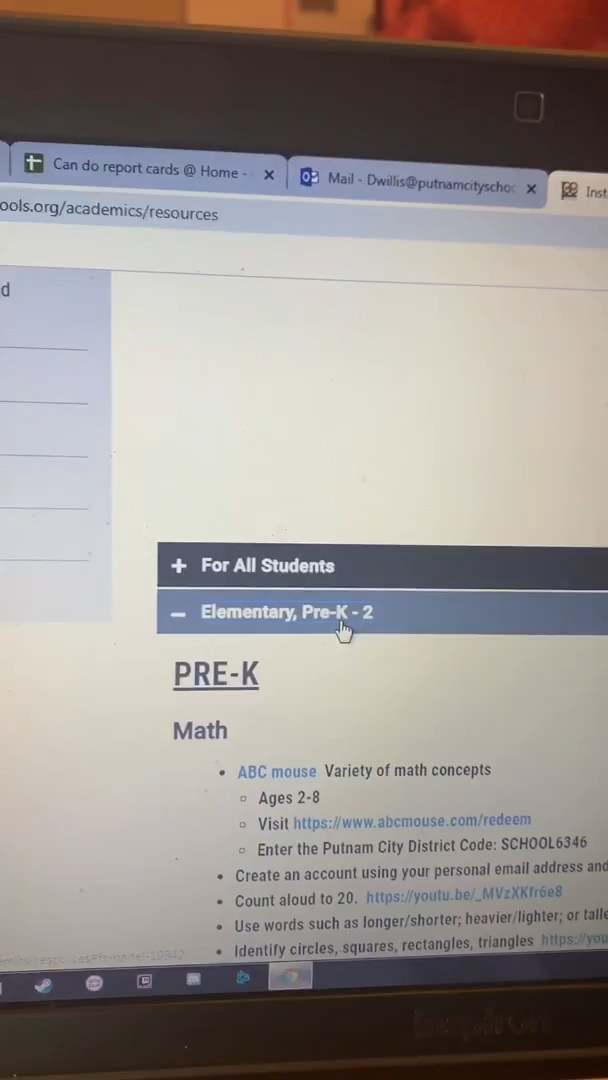 Can do report cards @ Home -
Mail - Dwillis@putnamcityschoo
Inst
ools.org/academics/resources
d
+ For All Students
– Elementary, Pre-K - 2
PRE-K
Math
• ABC mouse Variety of math concepts
○ Ages 2-8
○ Visit https://www.abcmouse.com/redeem
○ Enter the Putnam City District Code: SCHOOL6346
• Create an account using your personal email address and
• Count aloud to 20. https://youtu.be/_MVzXKfr6e8
• Use words such as longer/shorter; heavier/lighter; or talle
• Identify circles, squares, rectangles, triangles https://you